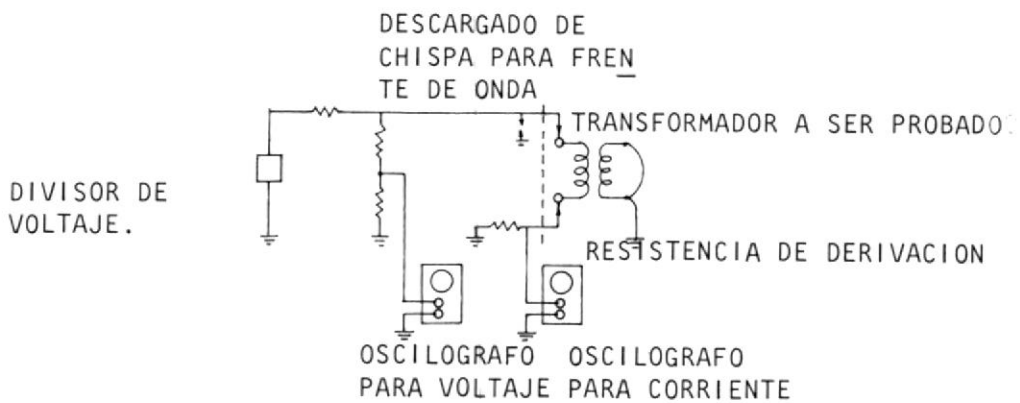 DESCARGADO DE
CHISPA PARA FREN
TE DE ONDA
TRANSFORMADOR A SER PROBADO
DIVISOR DE
VOLTAJE.
RESISTENCIA DE DERIVACION
OSCILOGRAFO OSCILOGRAFO
PARA VOLTAJE PARA CORRIENTE